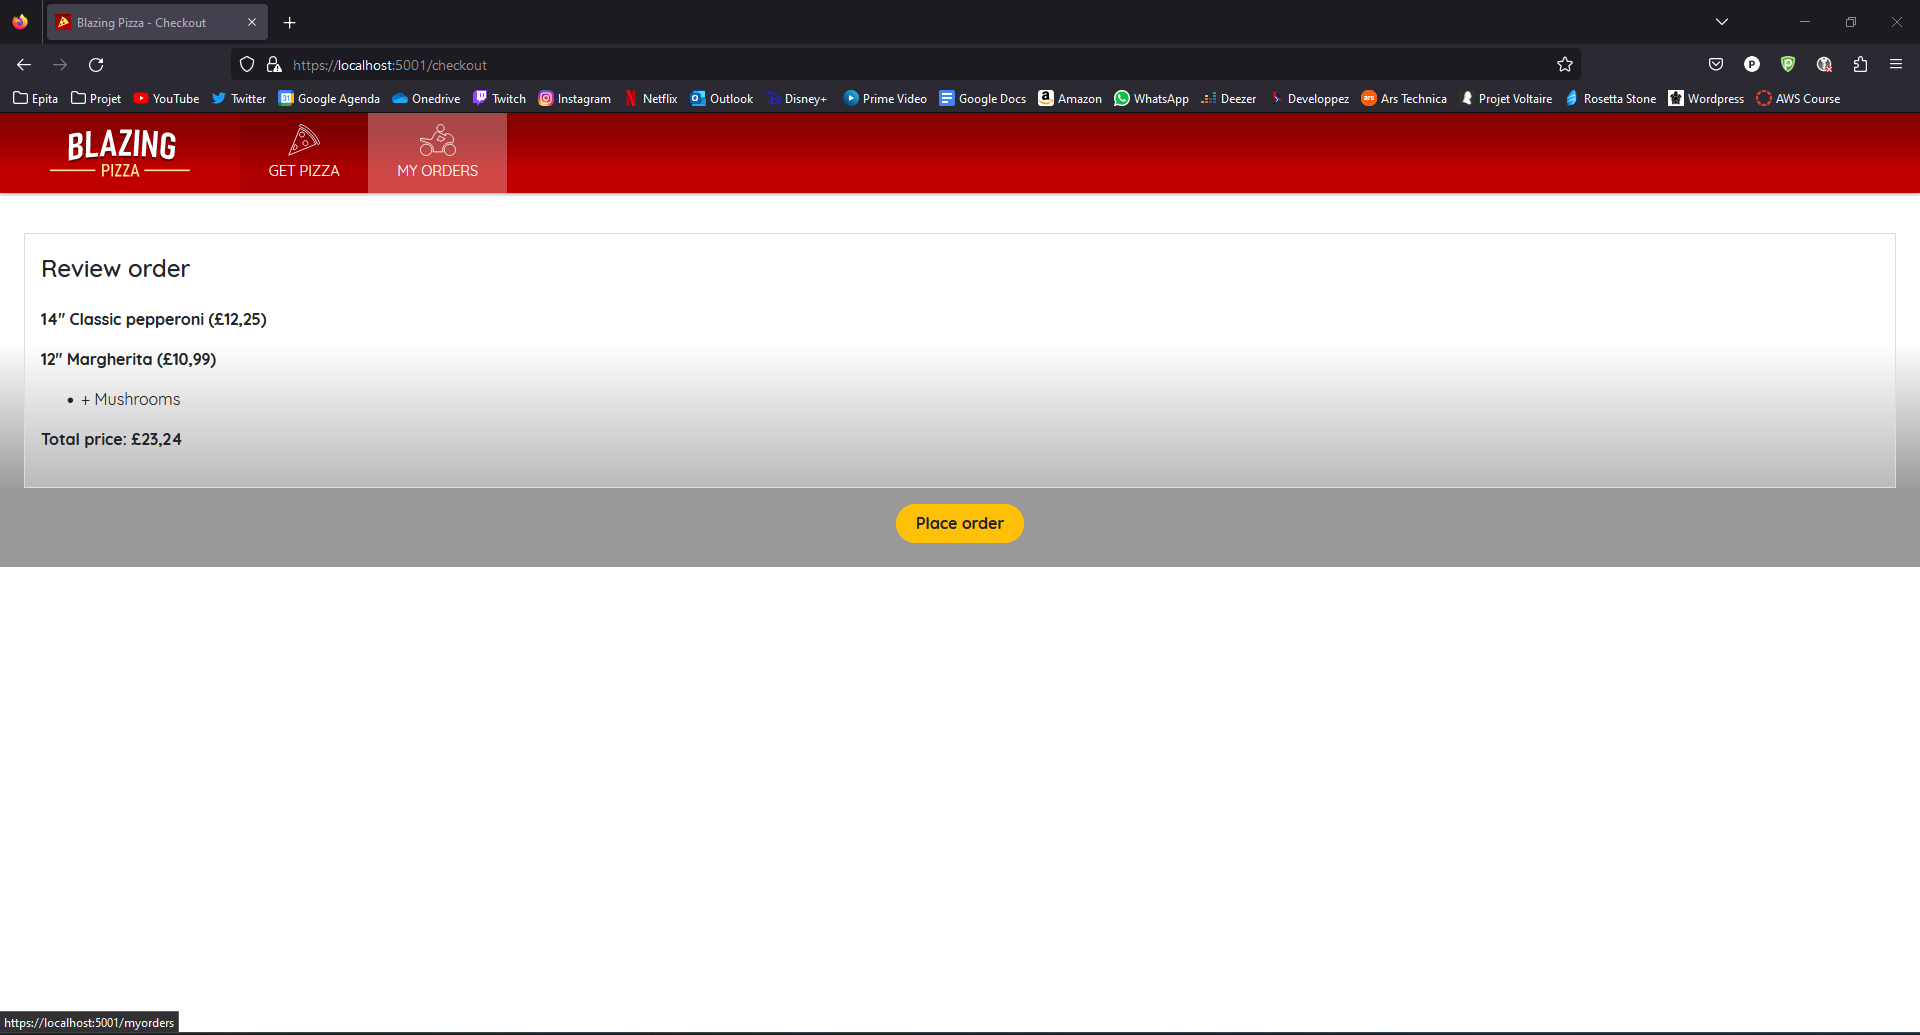 Blazing Pizza - Checkout
https://localhost:5001/checkout
Epita Projet YouTube Twitter Google Agenda Onedrive Twitch Instagram Netflix Outlook Disney+ Prime Video Google Docs Amazon WhatsApp Deezer Developpez Ars Technica Projet Voltaire Rosetta Stone Wordpress AWS Course
BLAZING
PIZZA
GET PIZZA
MY ORDERS
Review order
14" Classic pepperoni (£12,25)
12" Margherita (£10,99)
+ Mushrooms
Total price: £23,24
Place order
https://localhost:5001/myorders